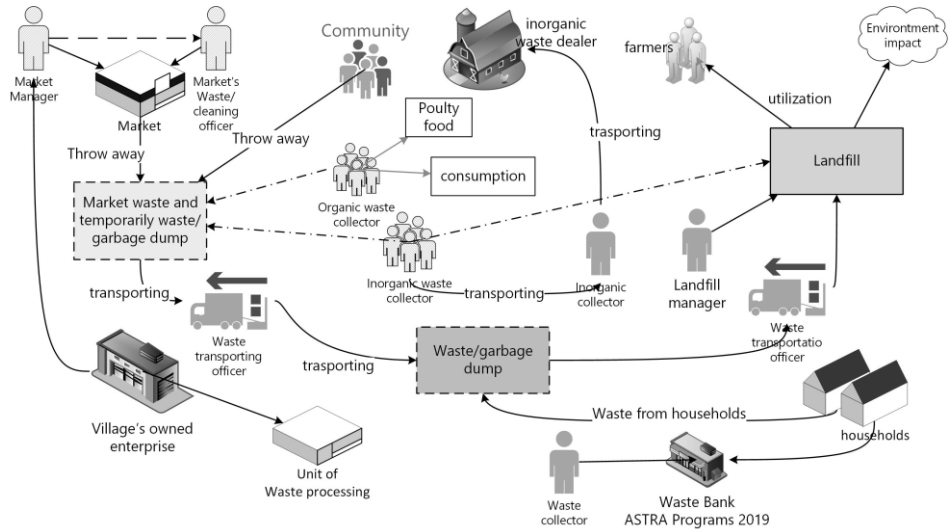 Market
Manager
Market's
Waste/
cleaning
officer
Market
Community
inorganic
waste dealer
farmers
Environtment
impact
Throw away
Throw away
Poulty
food
consumption
trasporting
utilization
Landfill
Market waste and
temporarily waste/
garbage dump
Organic waste
collector
Inorganic waste
collector
transporting
Inorganic
collector
Landfill
manager
transporting
Waste
transporting
officer
trasporting
Waste/garbage
dump
Waste
transportatio
officer
Village's owned
enterprise
Unit of
Waste processing
Waste from households
households
Waste
collector
Waste Bank
ASTRA Programs 2019